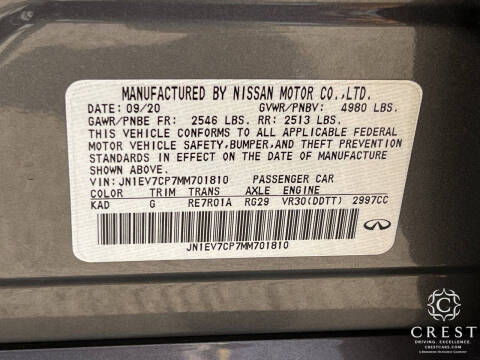 MANUFACTURED BY NISSAN MOTOR CO.,LTD.
DATE: 09/20 GVWR/PNBV: 4980 LBS.
GAWR/PNBE FR: 2546 LBS. RR: 2513 LBS.
THIS VEHICLE CONFORMS TO ALL APPLICABLE FEDERAL
MOTOR VEHICLE SAFETY,BUMPER,AND THEFT PREVENTION
STANDARDS IN EFFECT ON THE DATE OF MANUFACTURE
SHOWN ABOVE.
VIN: JN1EV7CP7MM701810 PASSENGER CAR
COLOR TRIM TRANS AXLE ENGINE
KAD G RE7R01A RG29 VR30(DDTT) 2997CC
JN1EV7CP7MM701810
CREST
DRIVING. EXCELLENCE.
CRESTCARS.COM